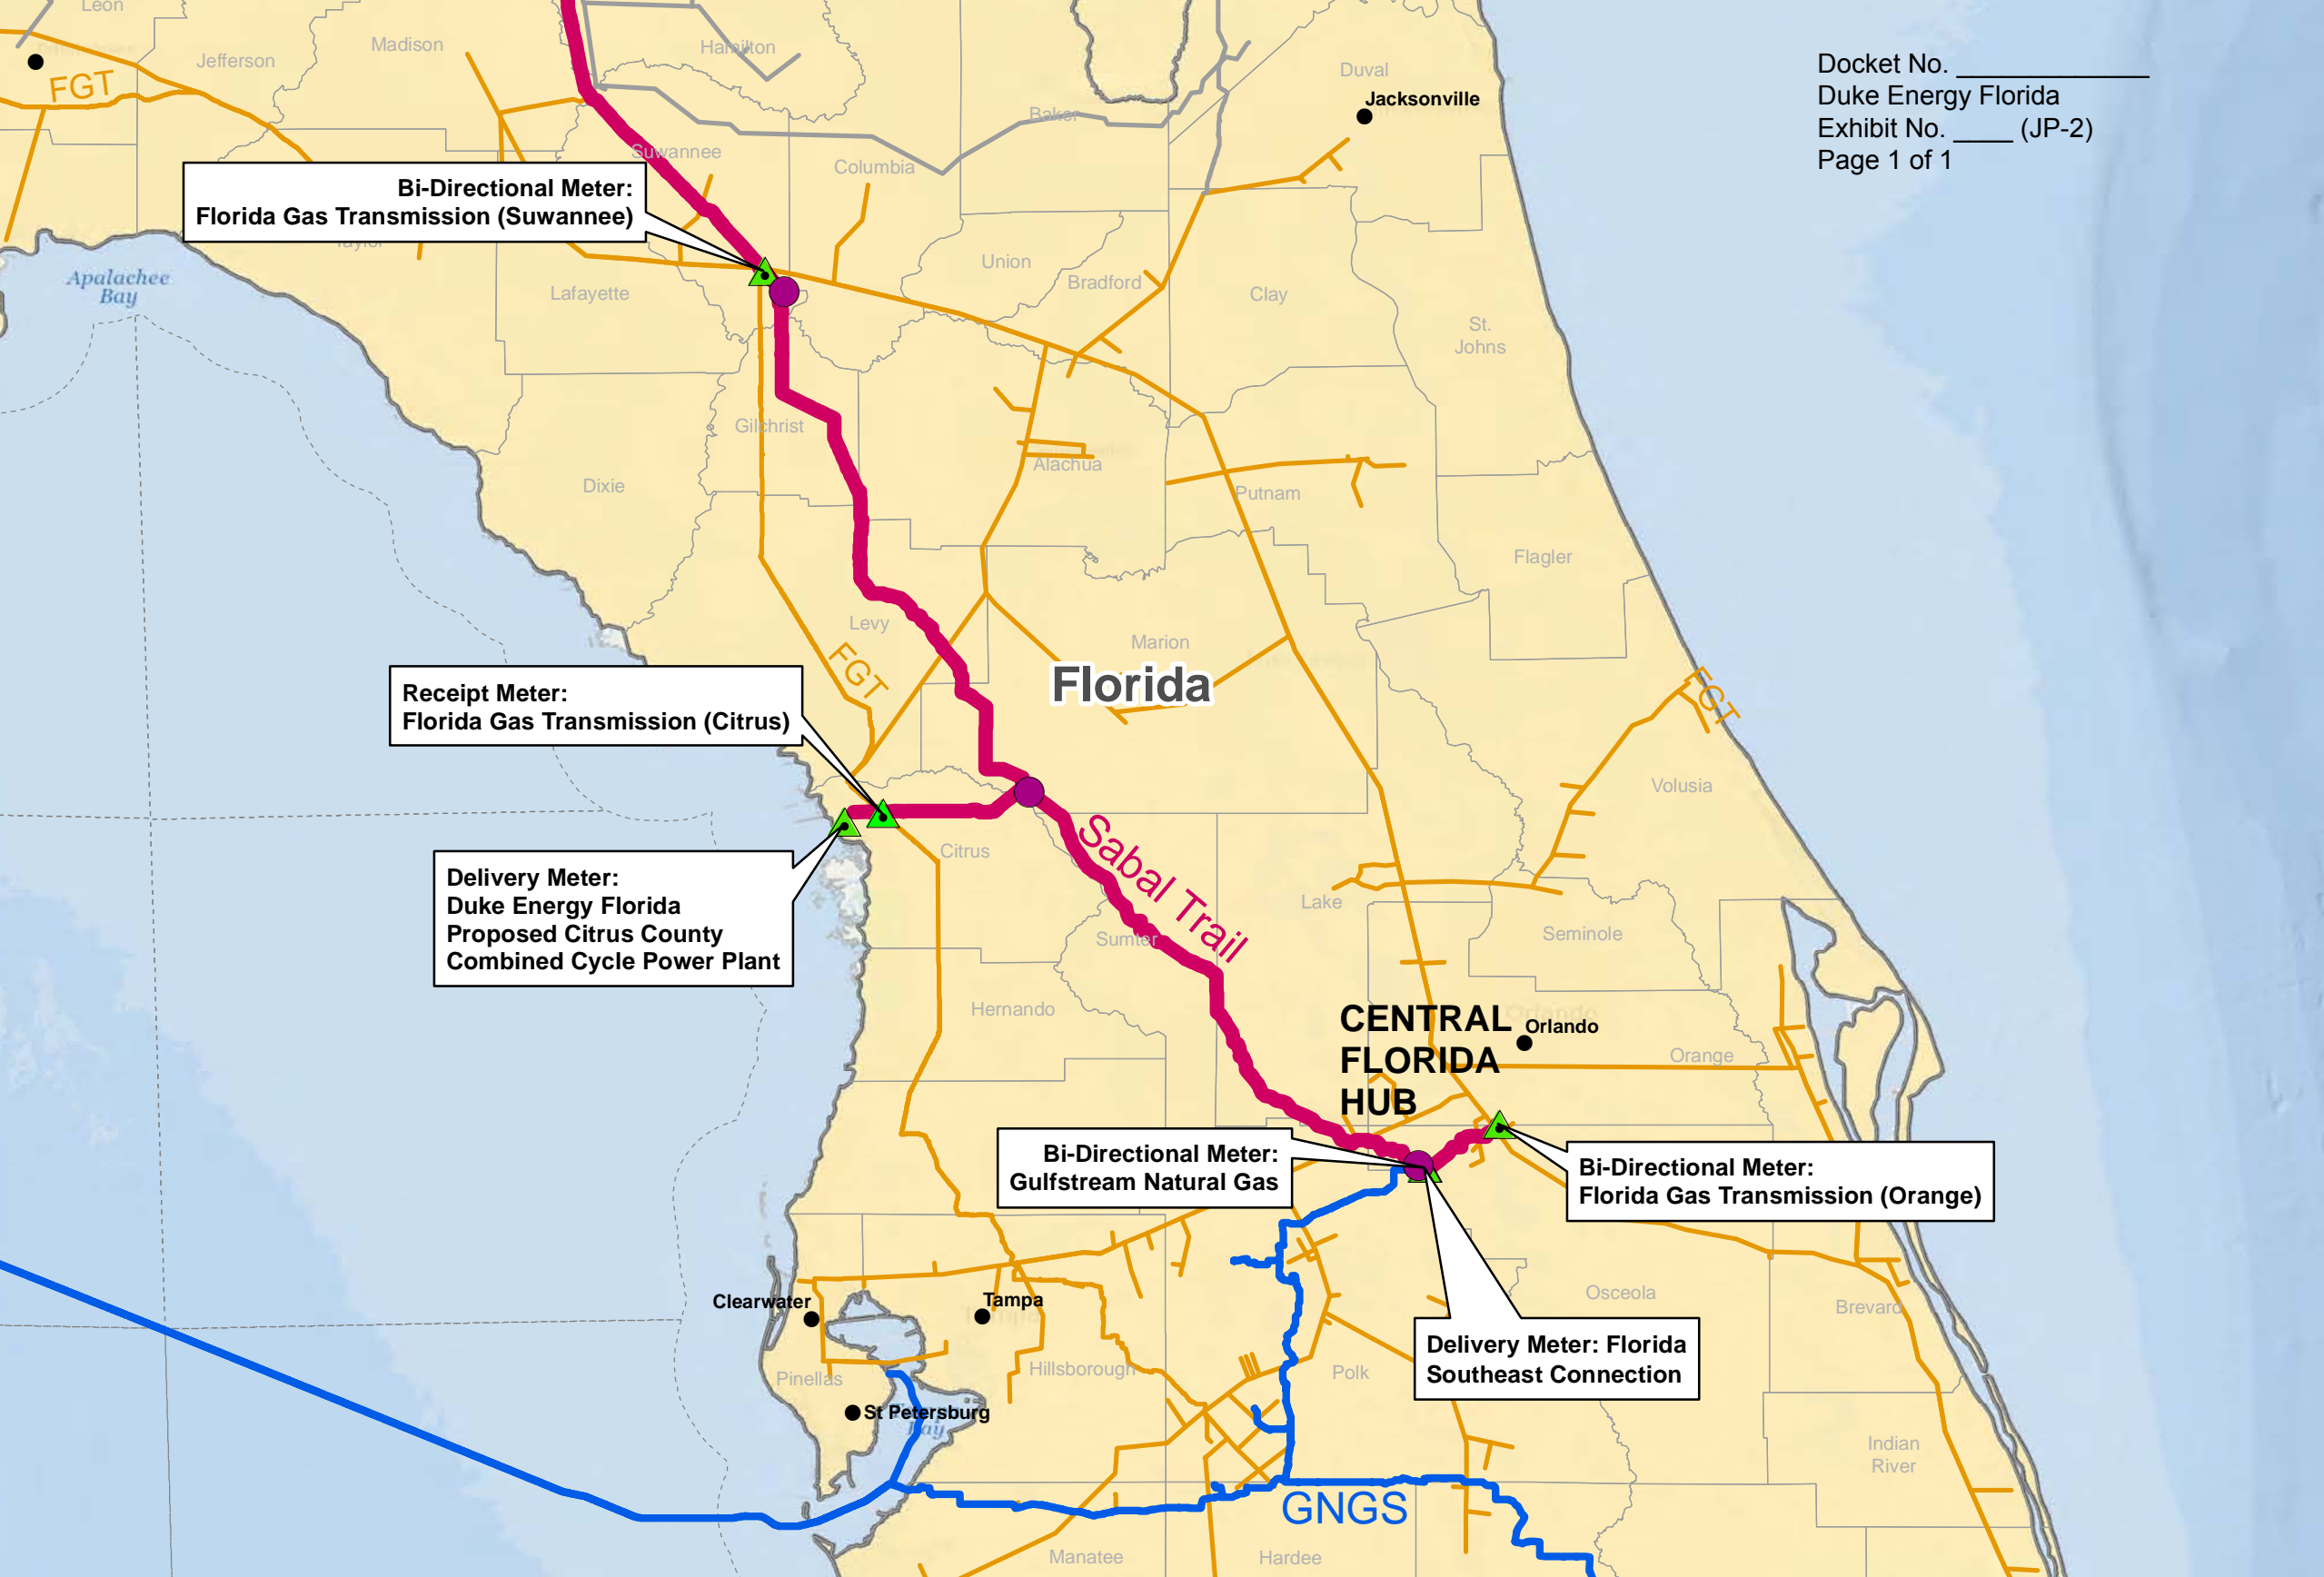 Leon
Madison
Jefferson
Hamilton
Duval
Docket No. _____________
Duke Energy Florida
Exhibit No. ____ (JP-2)
Page 1 of 1
FGT
Jacksonville
Baker
Suwannee
Columbia
Bi-Directional Meter:
Florida Gas Transmission (Suwannee)
Taylor
Apalachee
Bay
Lafayette
Union
Bradford
Clay
St.
Johns
Gilchrist
Alachua
Dixie
Putnam
Flagler
Levy
Marion
FGT
Florida
FGT
Receipt Meter:
Florida Gas Transmission (Citrus)
Volusia
Sabal Trail
Citrus
Delivery Meter:
Duke Energy Florida
Proposed Citrus County
Combined Cycle Power Plant
Lake
Sumter
Seminole
Hernando
CENTRAL
FLORIDA
HUB
Orlando
Orlando
Orange
Bi-Directional Meter:
Gulfstream Natural Gas
Bi-Directional Meter:
Florida Gas Transmission (Orange)
Clearwater
Tampa
Osceola
Brevard
Delivery Meter: Florida
Southeast Connection
Pinellas
Hillsborough
Polk
St Petersburg
Bay
Indian
River
GNGS
Manatee
Hardee